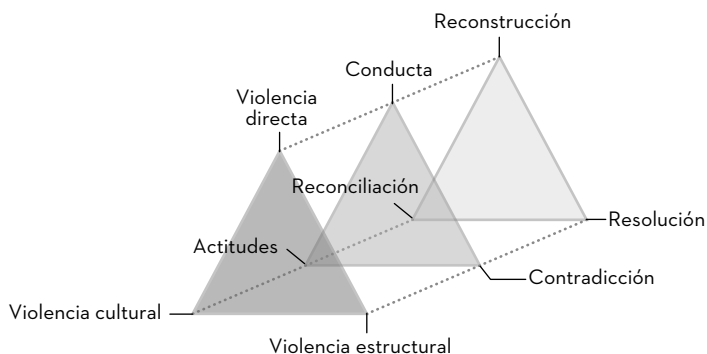 Reconstrucción
Conducta
Violencia
directa
Reconciliación
Resolución
Actitudes
Contradicción
Violencia cultural
Violencia estructural